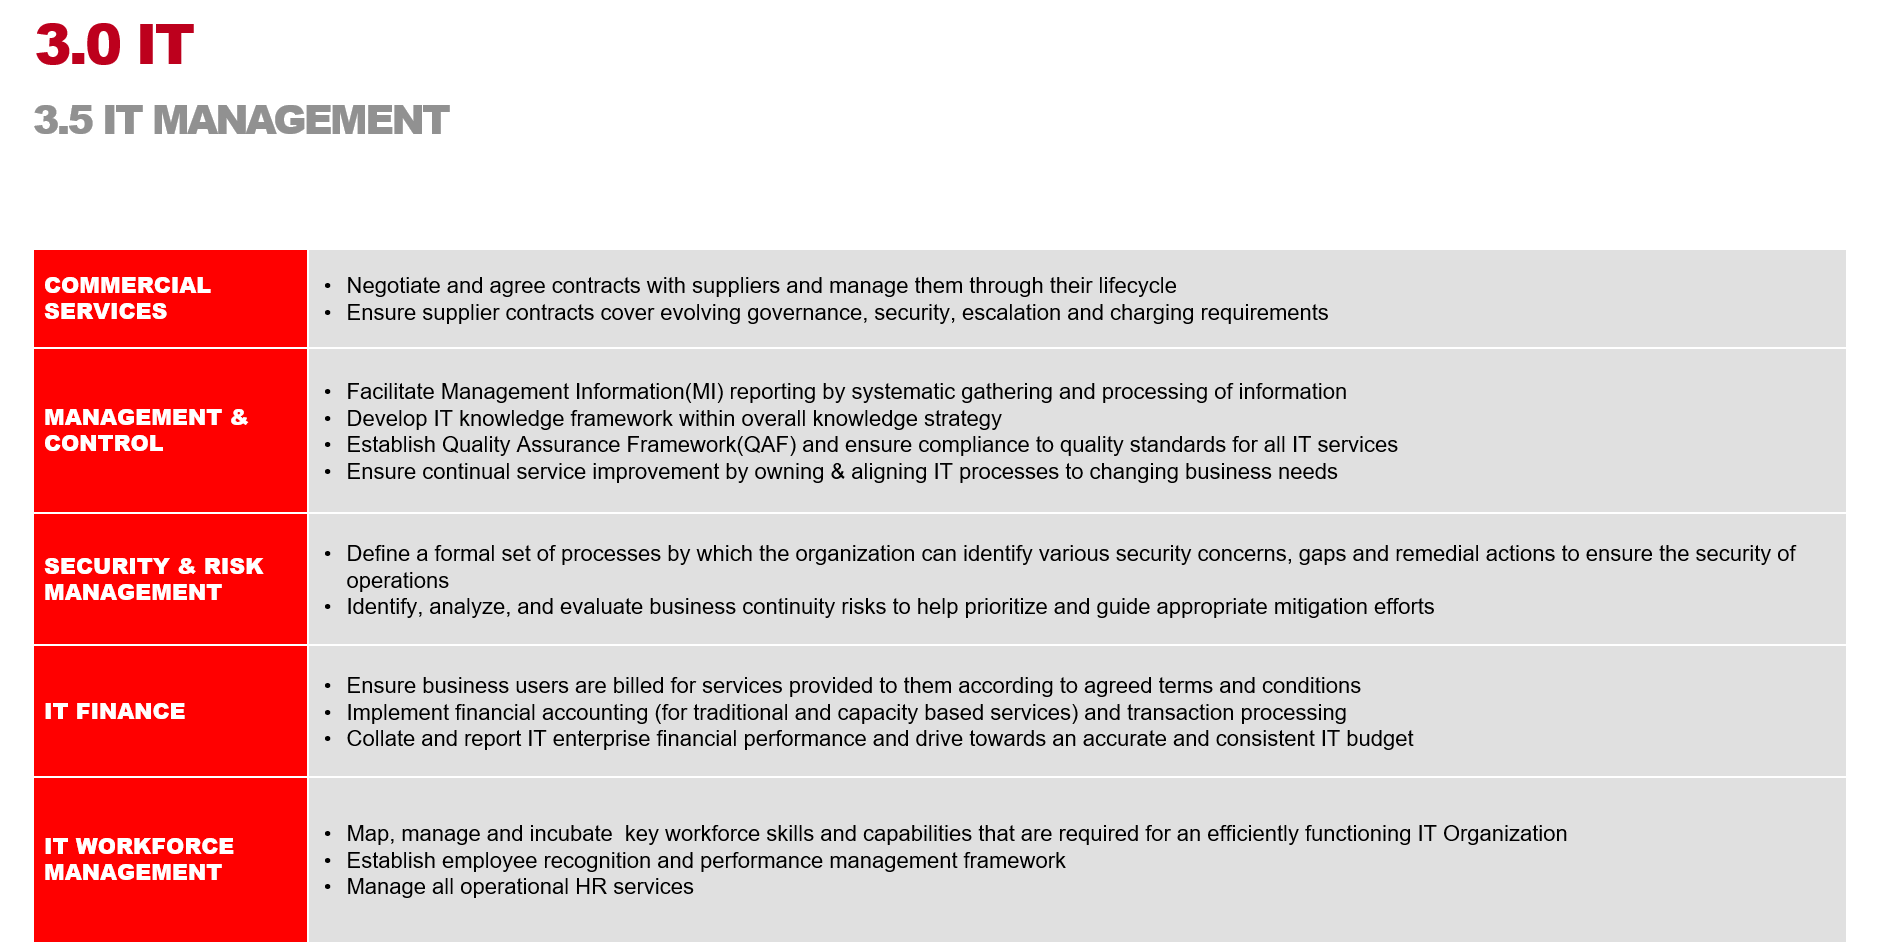 3.0 IT
3.5 IT MANAGEMENT
COMMERCIAL
SERVICES
• Negotiate and agree contracts with suppliers and manage them through their lifecycle
• Ensure supplier contracts cover evolving governance, security, escalation and charging requirements
MANAGEMENT &
CONTROL
• Facilitate Management Information(MI) reporting by systematic gathering and processing of information
• Develop IT knowledge framework within overall knowledge strategy
• Establish Quality Assurance Framework(QAF) and ensure compliance to quality standards for all IT services
• Ensure continual service improvement by owning & aligning IT processes to changing business needs
SECURITY & RISK
MANAGEMENT
• Define a formal set of processes by which the organization can identify various security concerns, gaps and remedial actions to ensure the security of
operations
• Identify, analyze, and evaluate business continuity risks to help prioritize and guide appropriate mitigation efforts
IT FINANCE
• Ensure business users are billed for services provided to them according to agreed terms and conditions
• Implement financial accounting (for traditional and capacity based services) and transaction processing
• Collate and report IT enterprise financial performance and drive towards an accurate and consistent IT budget
IT WORKFORCE
MANAGEMENT
• Map, manage and incubate  key workforce skills and capabilities that are required for an efficiently functioning IT Organization
• Establish employee recognition and performance management framework
• Manage all operational HR services